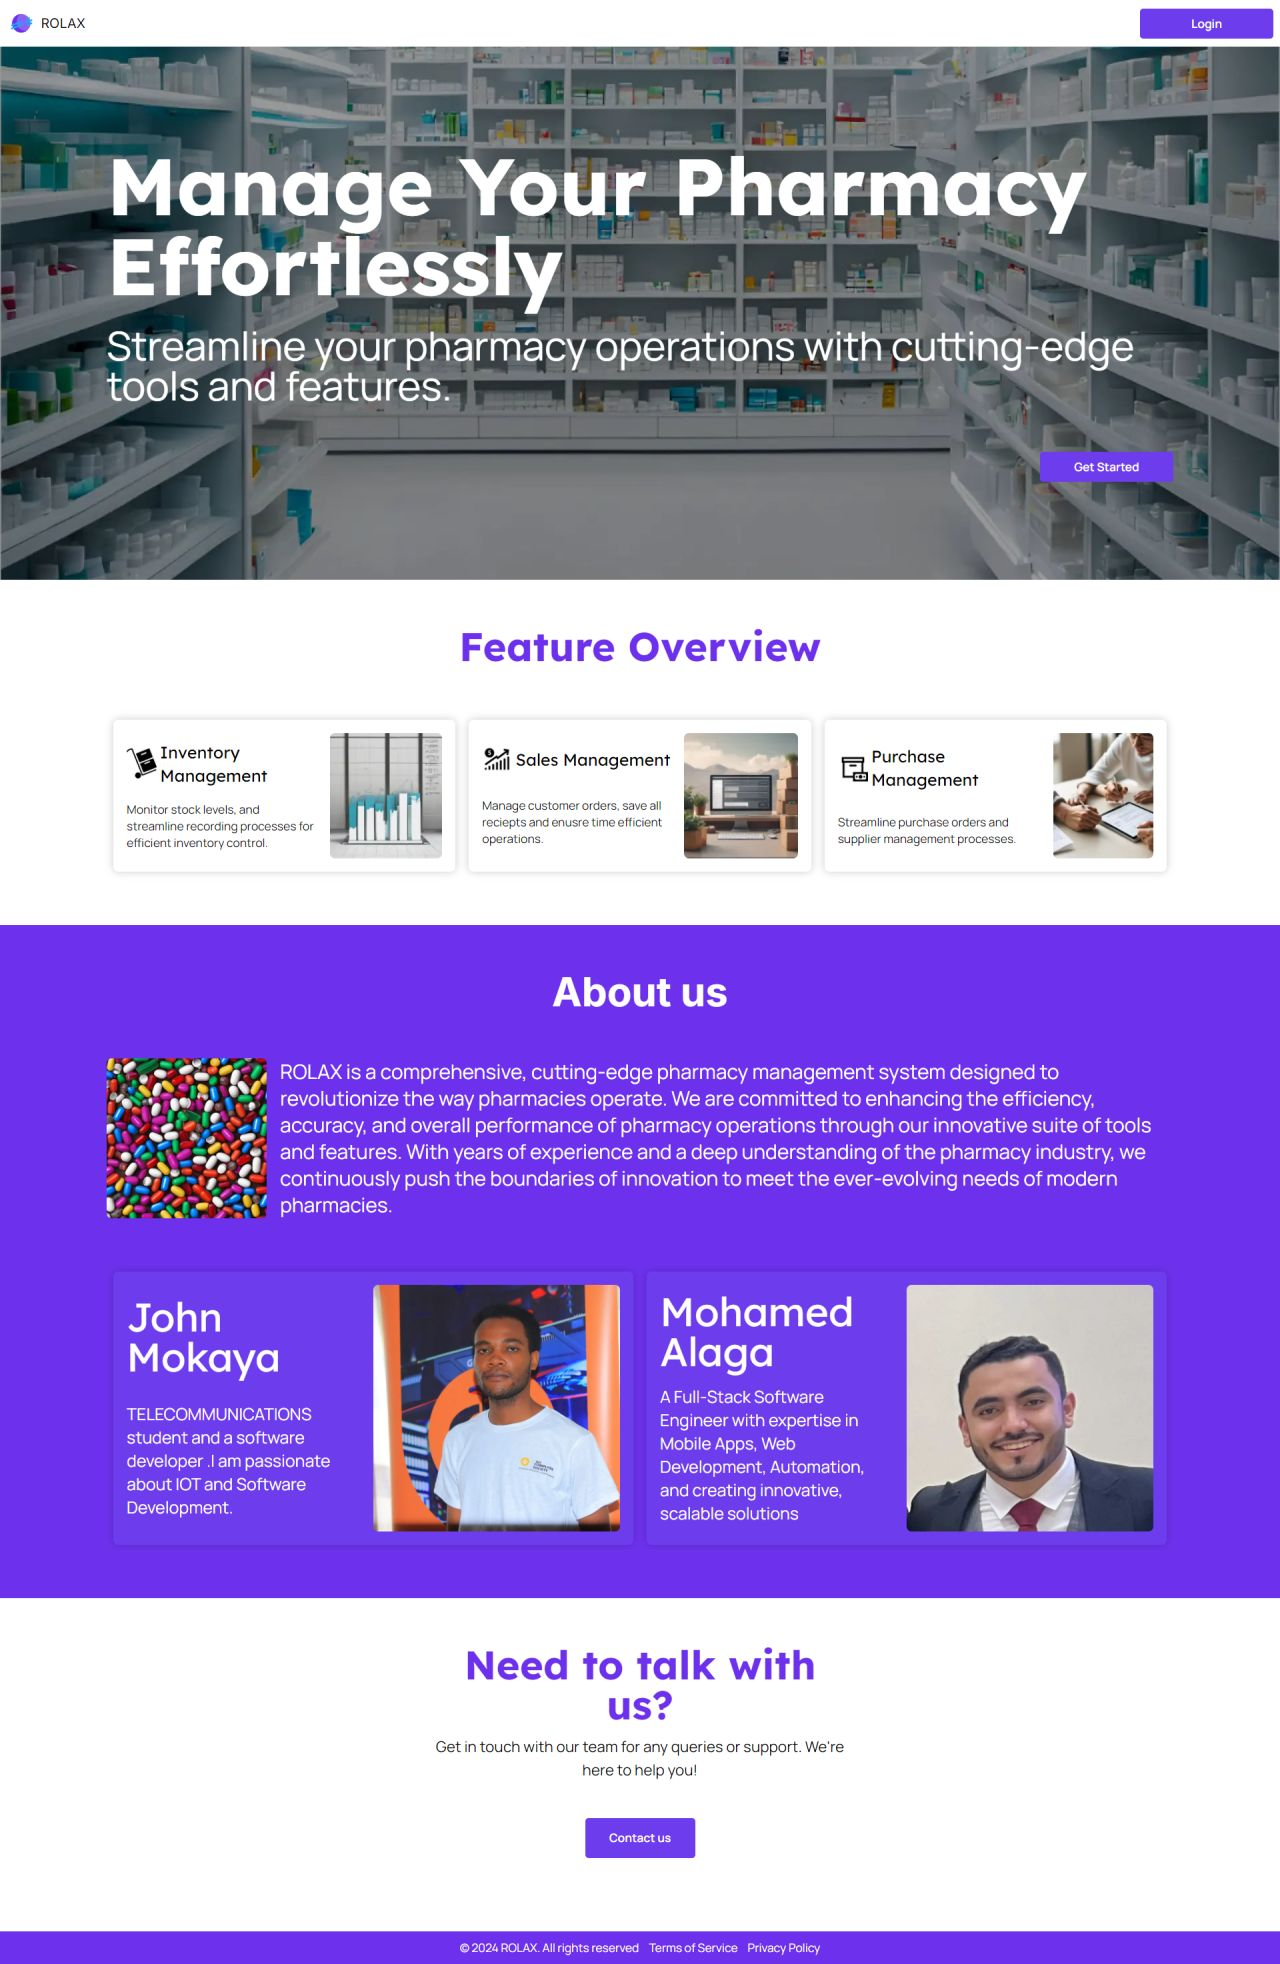 ROLAX
Login
Manage Your Pharmacy
Effortlessly
Streamline your pharmacy operations with cutting-edge
tools and features.
Get Started
Feature Overview
Inventory
Management
Monitor stock levels, and
streamline recording processes for
efficient inventory control.
Sales Management
Manage customer orders, save all
reciepts and enusre time efficient
operations.
Purchase
Management
Streamline purchase orders and
supplier management processes.
About us
ROLAX is a comprehensive, cutting-edge pharmacy management system designed to
revolutionize the way pharmacies operate. We are committed to enhancing the efficiency,
accuracy, and overall performance of pharmacy operations through our innovative suite of tools
and features. With years of experience and a deep understanding of the pharmacy industry, we
continuously push the boundaries of innovation to meet the ever-evolving needs of modern
pharmacies.
John
Mokaya
TELECOMMUNICATIONS
student and a software
developer .I am passionate
about IOT and Software
Development.
Mohamed
Alaga
A Full-Stack Software
Engineer with expertise in
Mobile Apps, Web
Development, Automation,
and creating innovative,
scalable solutions
Need to talk with
us?
Get in touch with our team for any queries or support. We're
here to help you!
Contact us
© 2024 ROLAX. All rights reserved Terms of Service Privacy Policy